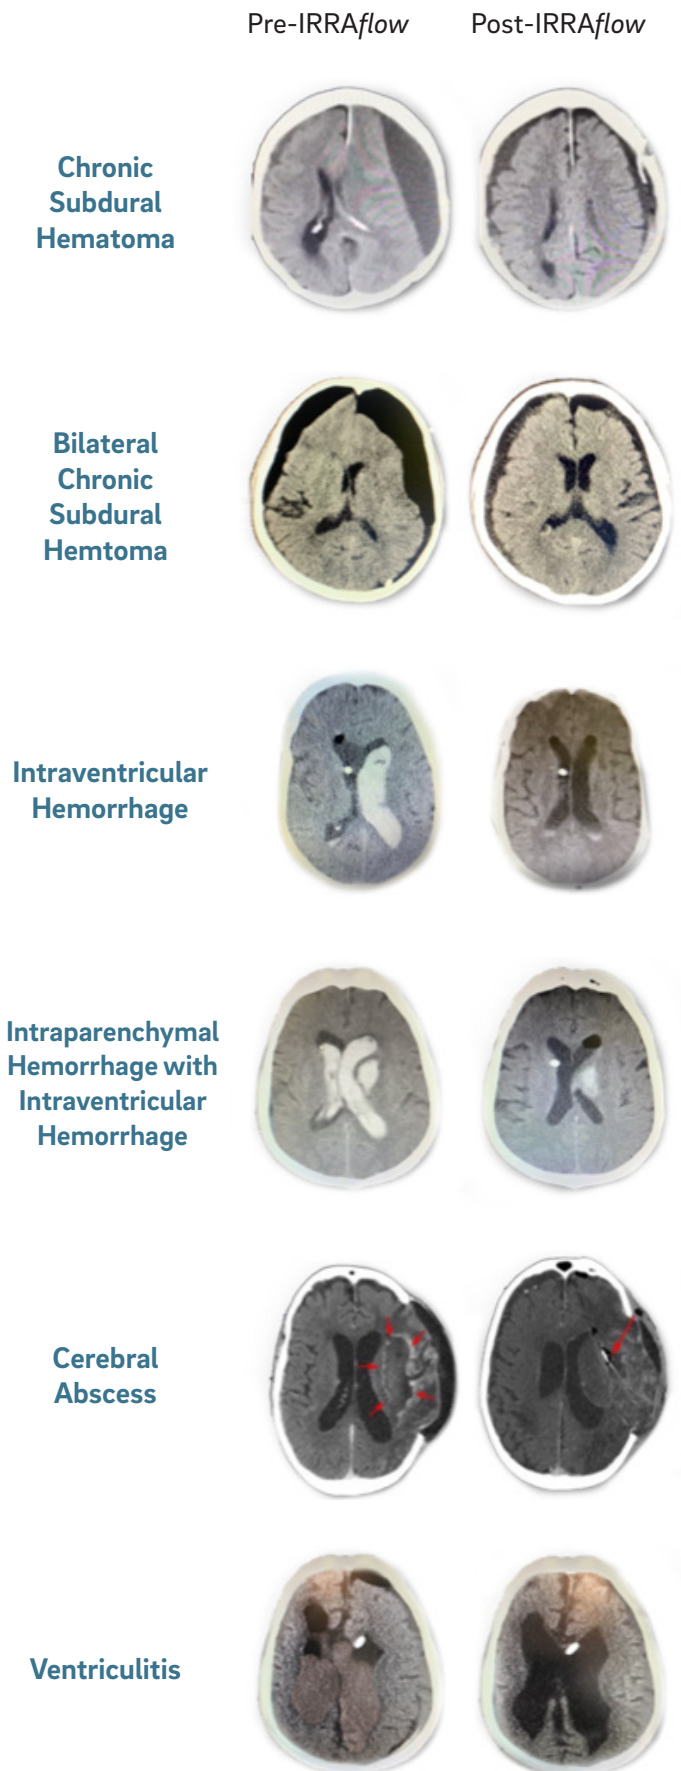 Pre-IRRAflow Post-IRRAflow
Chronic
Subdural
Hematoma
Bilateral
Chronic
Subdural
Hemtoma
Intraventricular
Hemorrhage
Intraparenchymal
Hemorrhage with
Intraventricular
Hemorrhage
Cerebral
Abscess
Ventriculitis